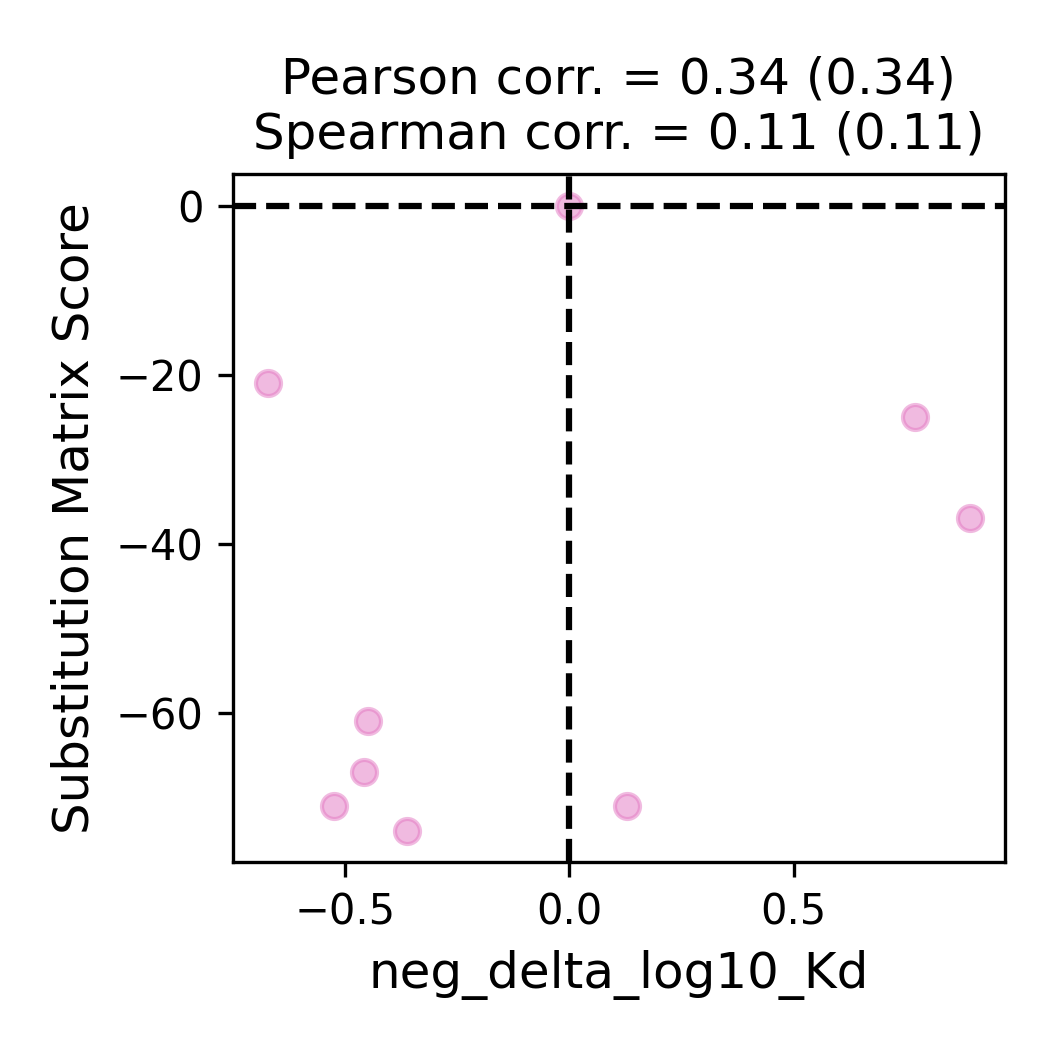 Pearson corr. = 0.34 (0.34)
Spearman corr. = 0.11 (0.11)
Substitution Matrix Score
0
−20
−40
−60
−0.5
0.0
0.5
neg_delta_log10_Kd